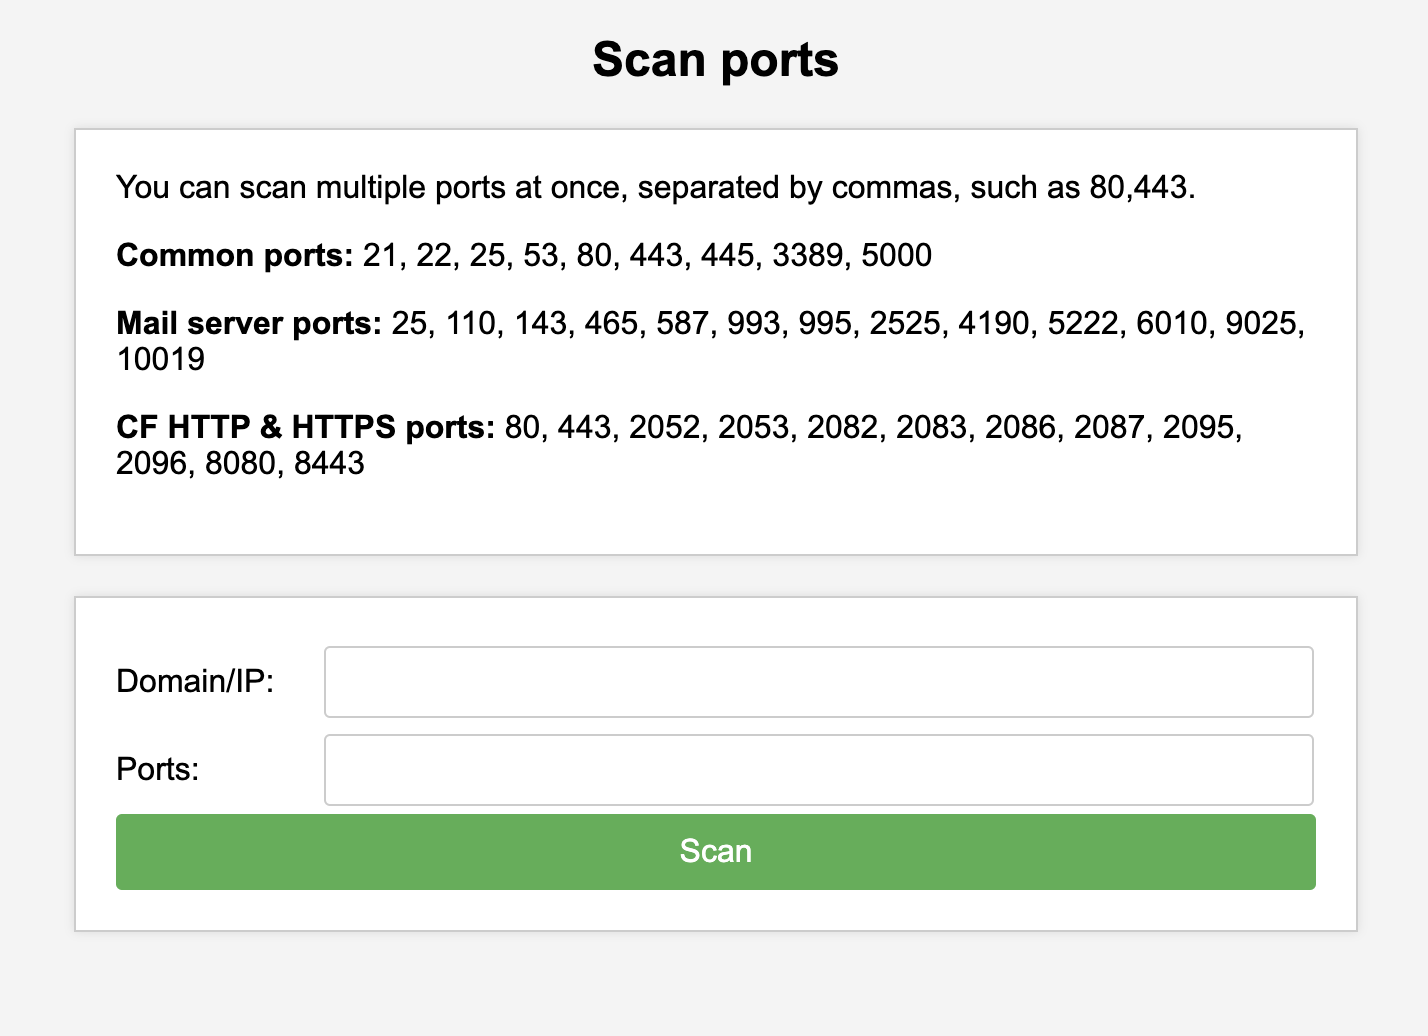 Scan ports
You can scan multiple ports at once, separated by commas, such as 80,443.
Common ports: 21, 22, 25, 53, 80, 443, 445, 3389, 5000
Mail server ports: 25, 110, 143, 465, 587, 993, 995, 2525, 4190, 5222, 6010, 9025,
10019
CF HTTP & HTTPS ports: 80, 443, 2052, 2053, 2082, 2083, 2086, 2087, 2095,
2096, 8080, 8443
Domain/IP:
Ports:
Scan